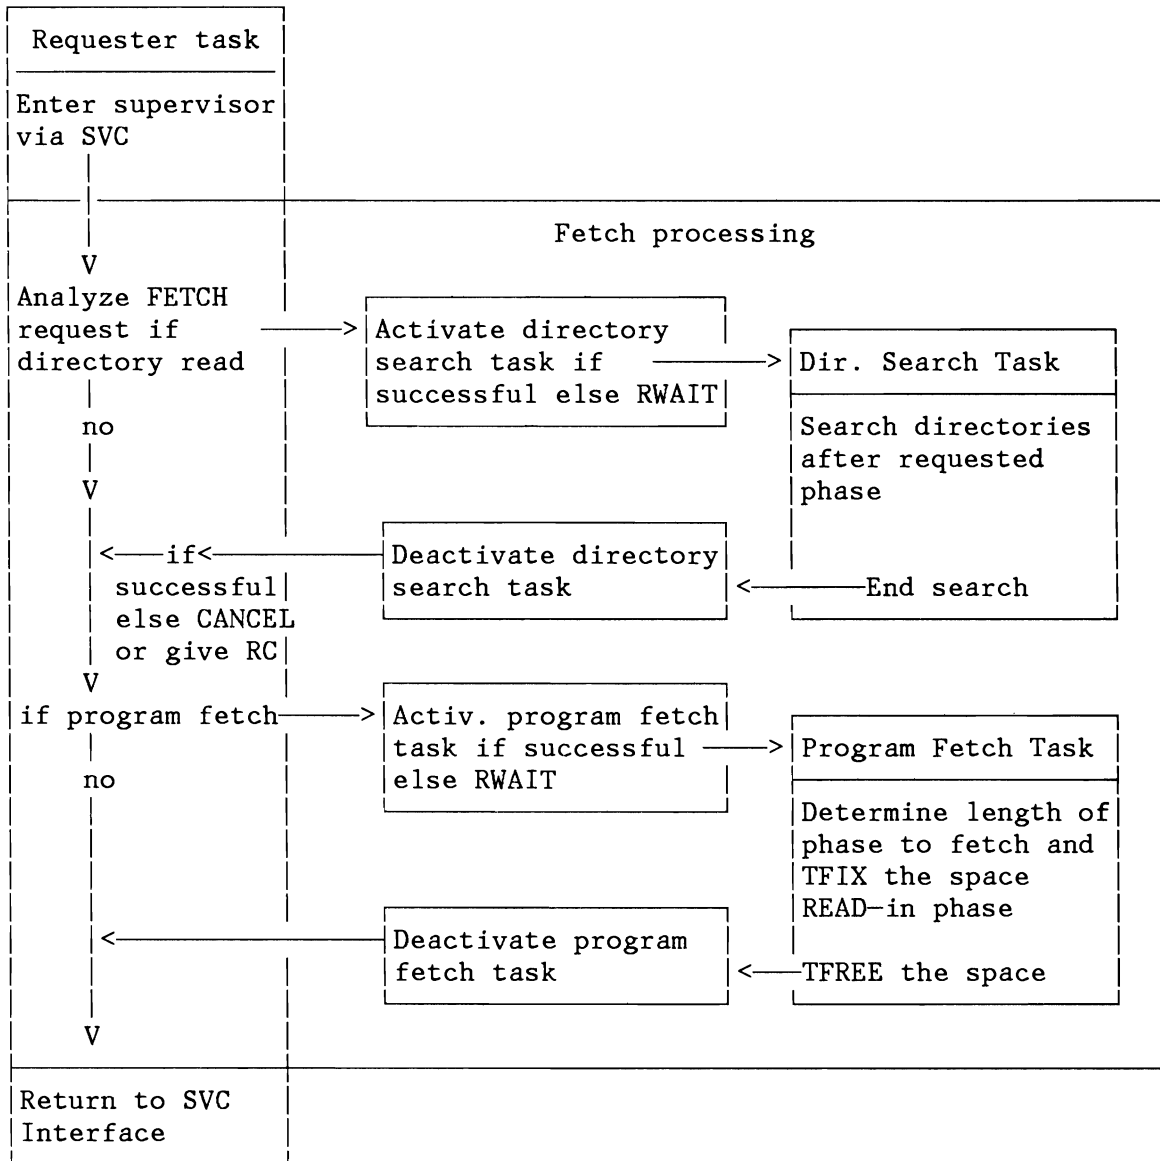 Requester task
Enter supervisor
via SVC
Fetch processing
V
Analyze FETCH
request if
directory read
no
V
Activate directory
search task if
successful else RWAIT
Dir. Search Task
Search directories
after requested
phase
End search
Deactivate directory
search task
if
successful
else CANCEL
or give RC
V
if program fetch
no
Activ. program fetch
task if successful
else RWAIT
Program Fetch Task
Determine length of
phase to fetch and
TFIX the space
READ-in phase
TFREE the space
Deactivate program
fetch task
V
Return to SVC
Interface